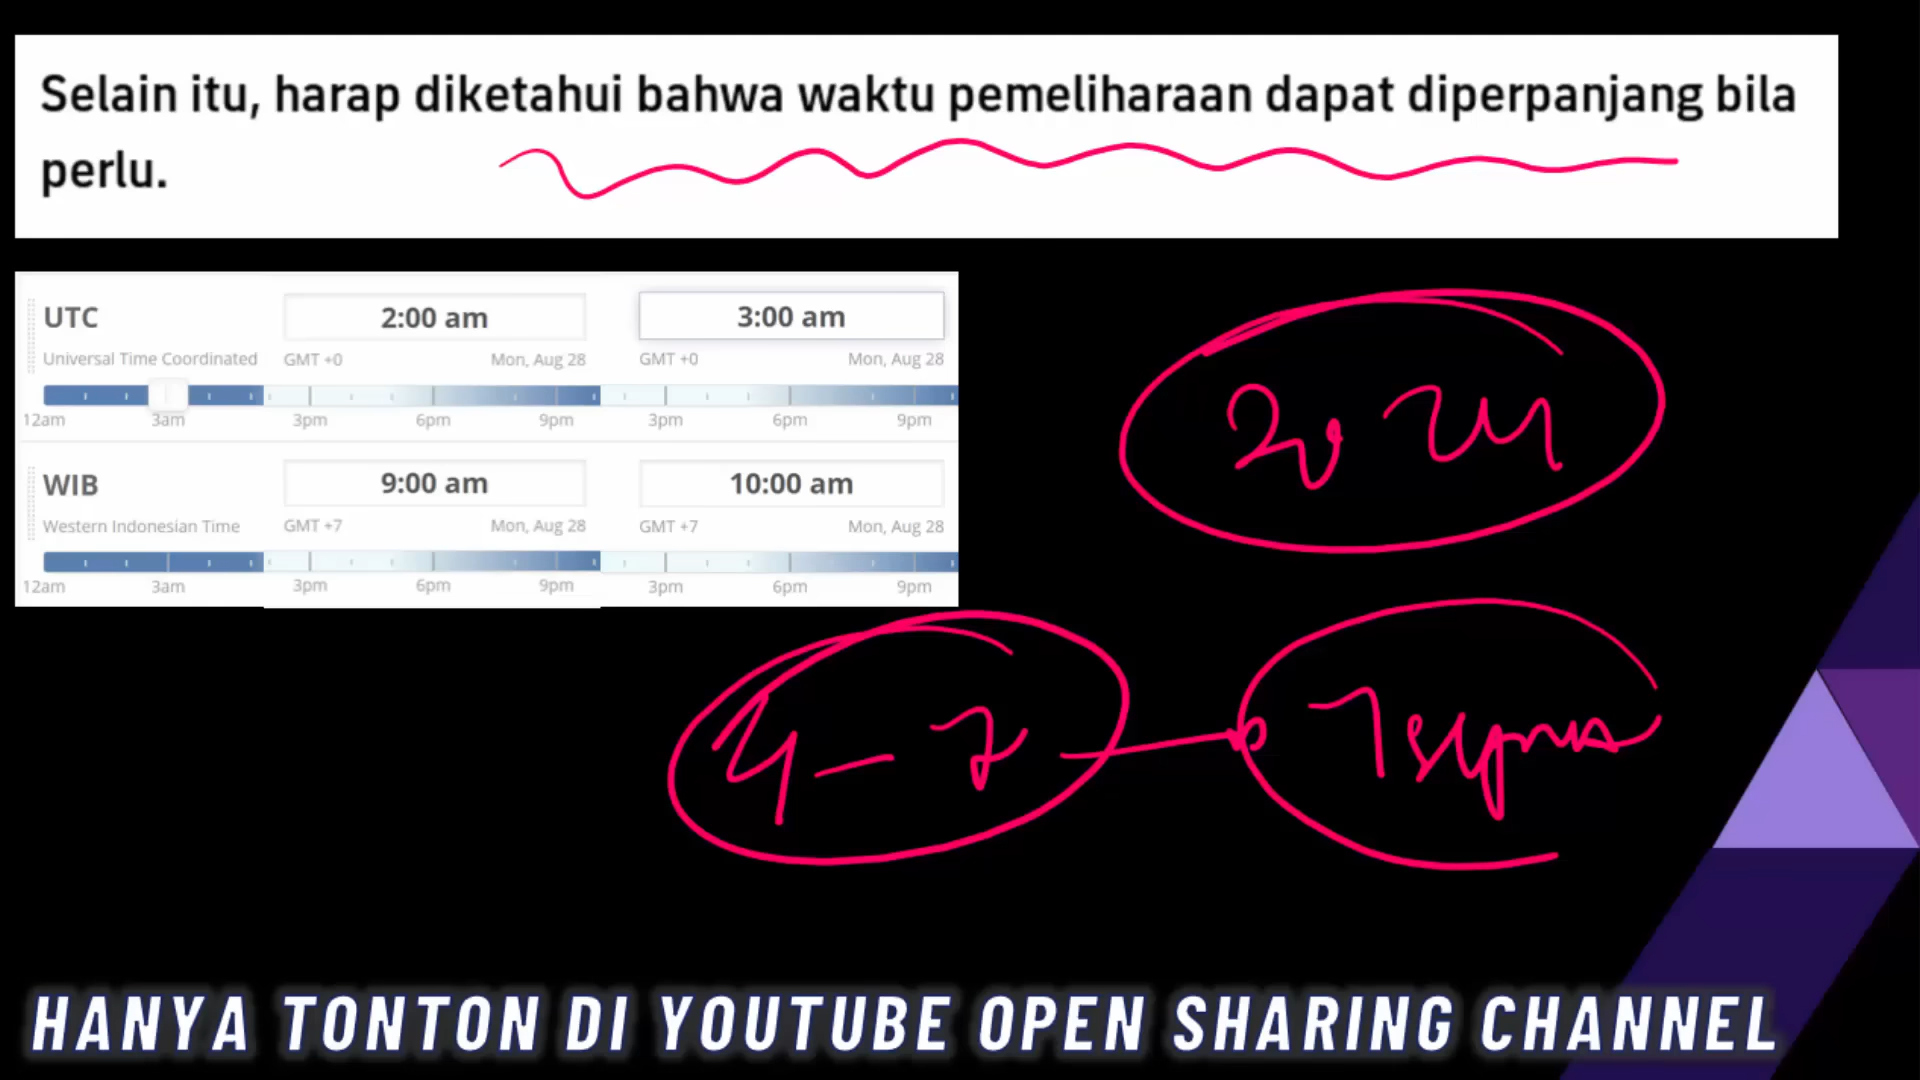 Selain itu, harap diketahui bahwa waktu pemeliharaan dapat diperpanjang bila
perlu.
UTC 2:00 am 3:00 am
Universal Time Coordinated GMT +0 Mon, Aug 28 GMT +0 Mon, Aug 28
12am 3am 3pm 6pm 9pm 3pm 6pm 9pm
WIB 9:00 am 10:00 am
Western Indonesian Time GMT +7 Mon, Aug 28 GMT +7 Mon, Aug 28
12am 3am 3pm 6pm 9pm 3pm 6pm 9pm
2024
4 - 7 7
HANYA TONTON DI YOUTUBE OPEN SHARING CHANNEL